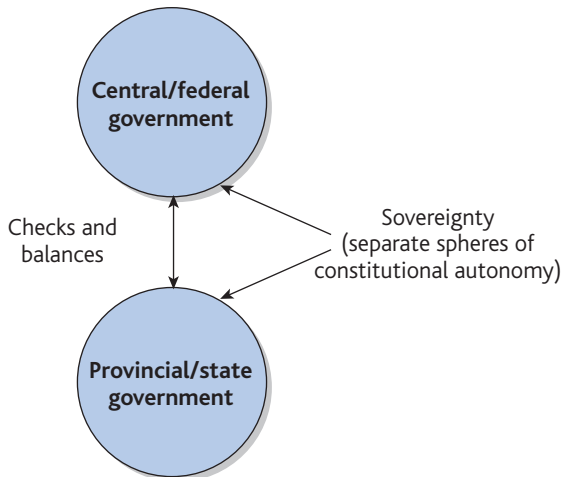 Central/federal
government
Checks and
balances
Sovereignty
(separate spheres of
constitutional autonomy)
Provincial/state
government